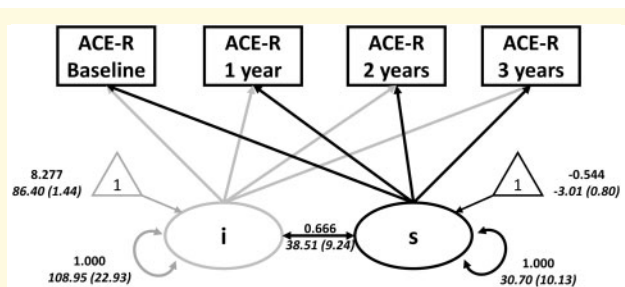 ACE-R Baseline
ACE-R 1 year
ACE-R 2 years
ACE-R 3 years
8.277
86.40 (1.44)
1
-0.544
-3.01 (0.80)
1
i
0.666
38.51 (9.24)
s
1.000
108.95 (22.93)
1.000
30.70 (10.13)